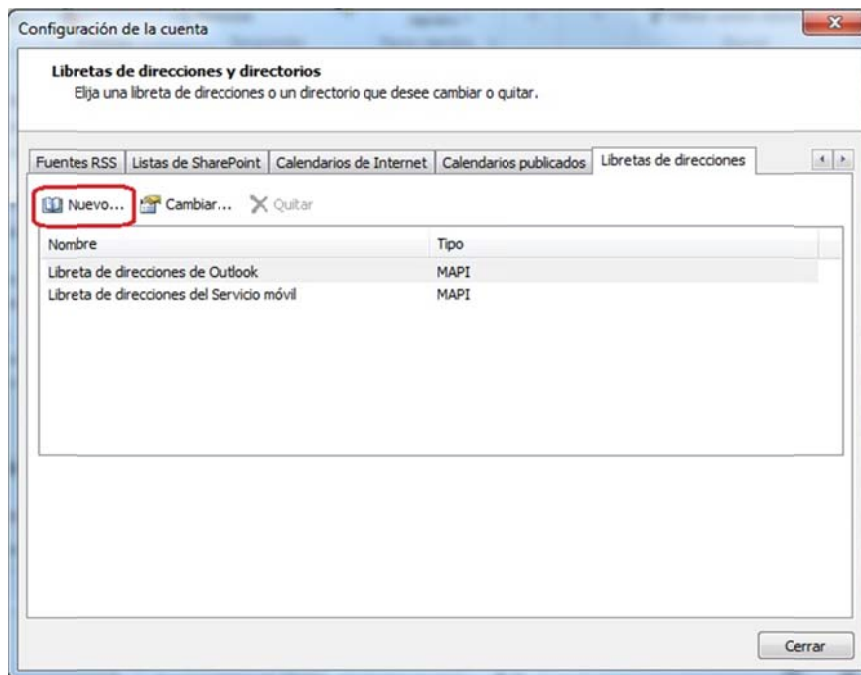 Configuración de la cuenta
Libretas de direcciones y directorios
Elija una libreta de direcciones o un directorio que desee cambiar o quitar.
Fuentes RSS Listas de SharePoint Calendarios de Internet Calendarios publicados Libretas de direcciones
Nuevo... Cambiar... Quitar
Nombre Tipo
Libreta de direcciones de Outlook MAPI
Libreta de direcciones del Servicio móvil MAPI
Cerrar